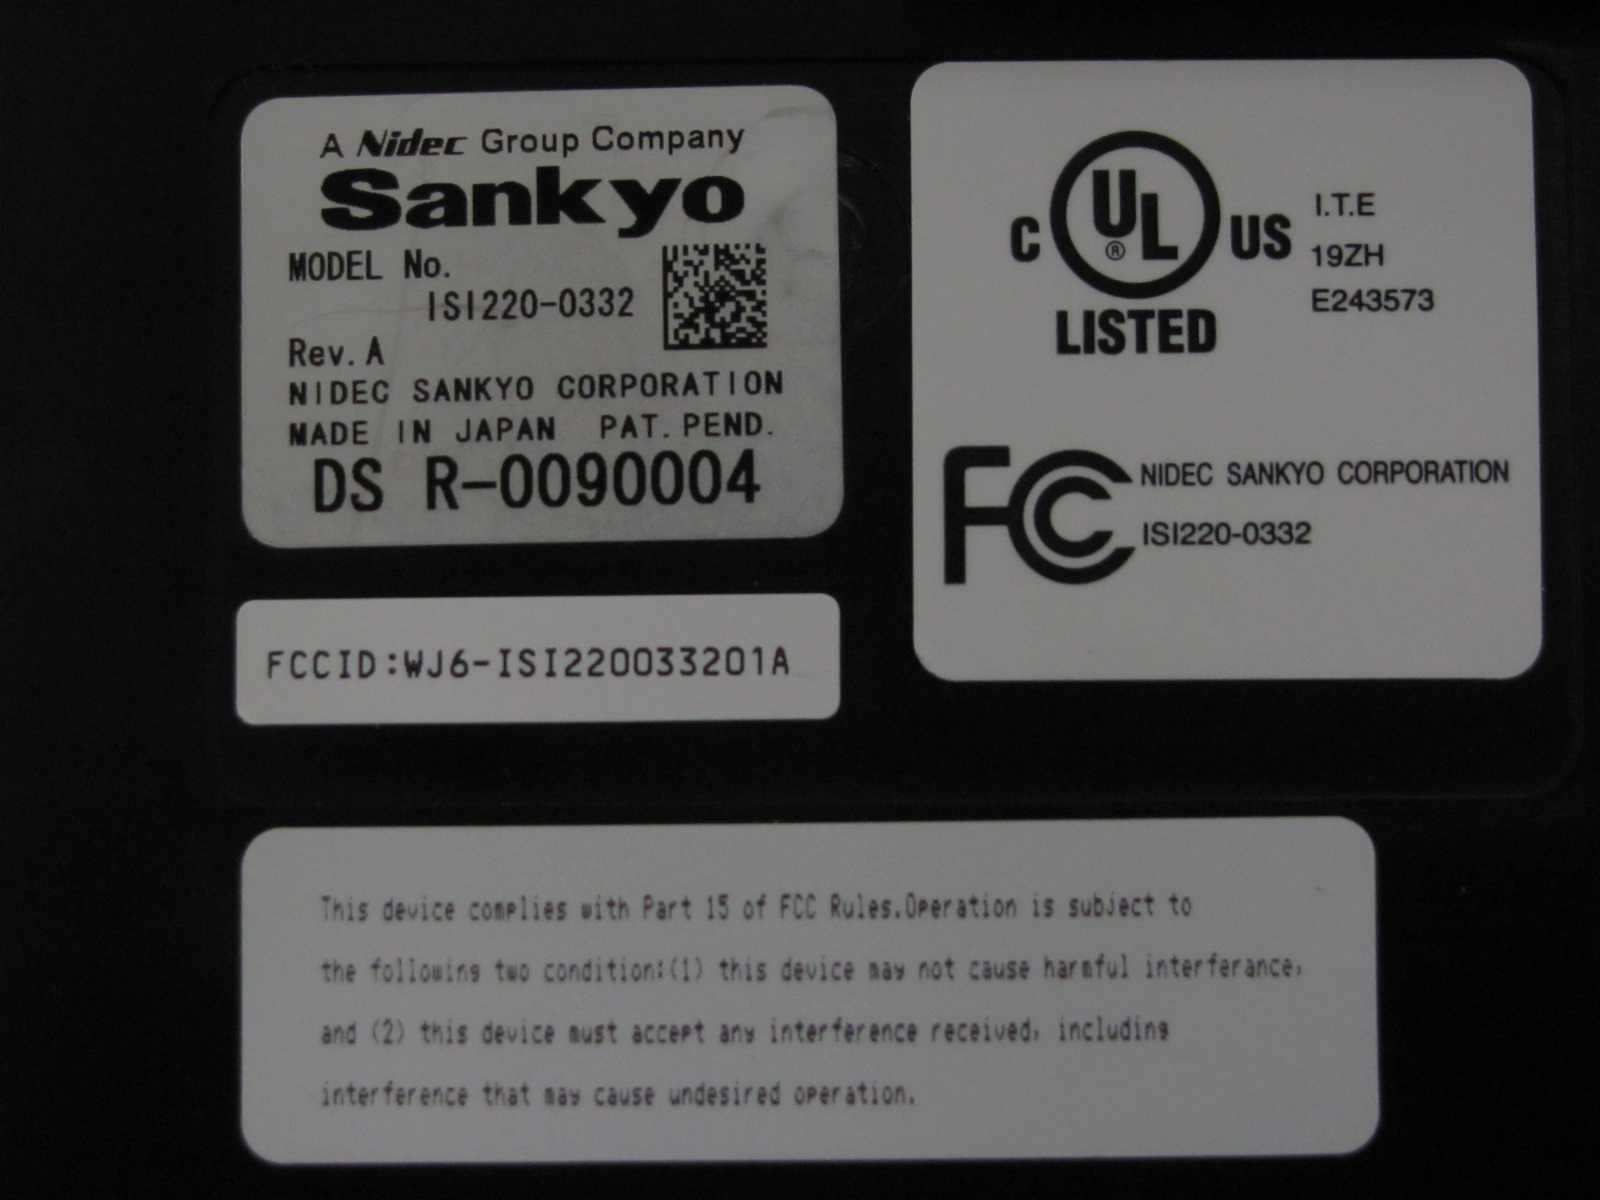 A Nidec Group Company
Sankyo
MODEL No.
ISI220-0332
Rev. A
NIDEC SANKYO CORPORATION
MADE IN JAPAN PAT. PEND.
DS R-0090004
C UL ® US
LISTED
I.T.E
19ZH
E243573
FC NIDEC SANKYO CORPORATION
ISI220-0332
FCCID:WJ6-ISI220033201A
This device complies with Part 15 of FCC Rules.Operation is subject to
the following two condition:(1) this device may not cause harmful interferance,
and (2) this device must accept any interference received, including
interference that may cause undesired operation.